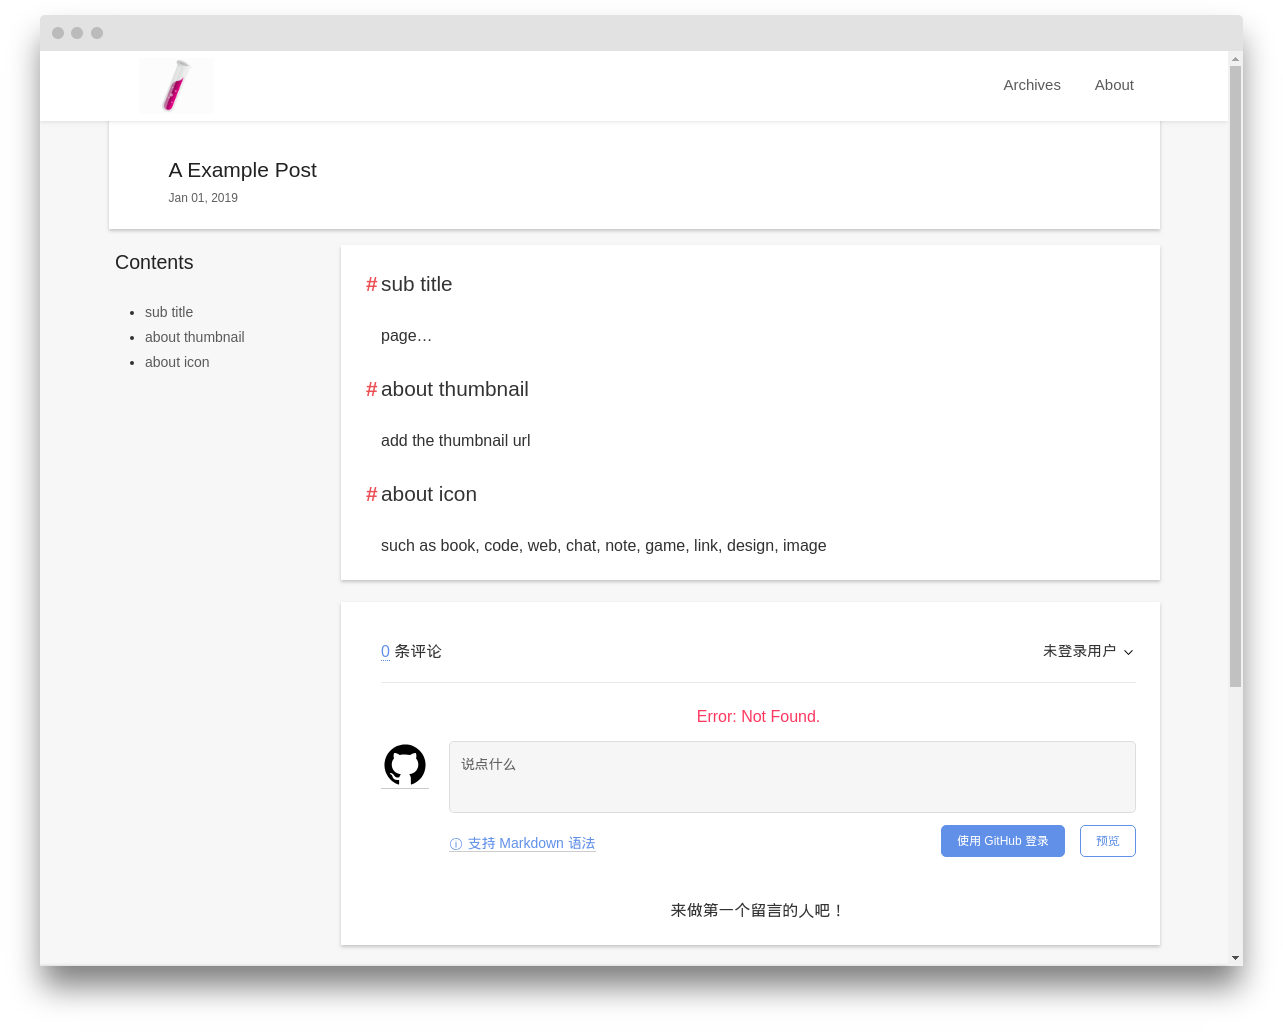 Archives
About
A Example Post
Jan 01, 2019
Contents
sub title
about thumbnail
about icon
# sub title
page…
# about thumbnail
add the thumbnail url
# about icon
such as book, code, web, chat, note, game, link, design, image
0 条评论
未登录用户
Error: Not Found.
说点什么
支持 Markdown 语法
使用 GitHub 登录
预览
来做第一个留言的人吧！